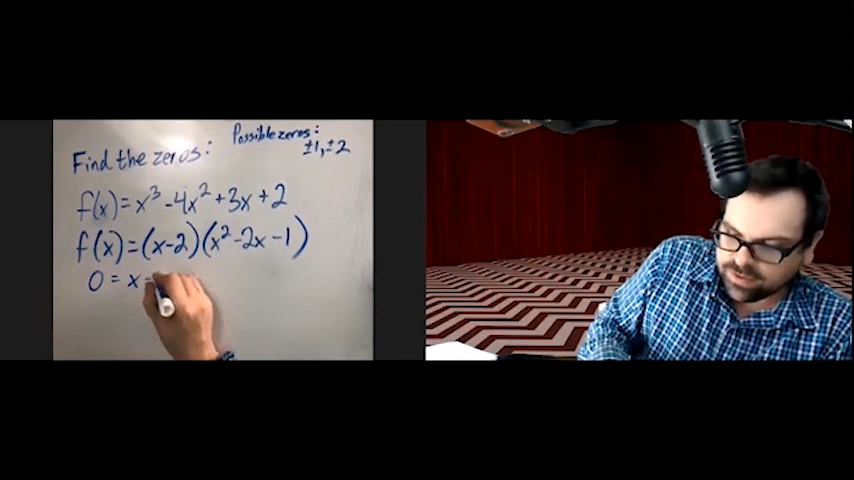 Possible zeros:
±1, ±2
Find the zeros:
f(x) = x³ - 4x² + 3x + 2
f(x) = (x-2)(x² - 2x - 1)
0 = x -